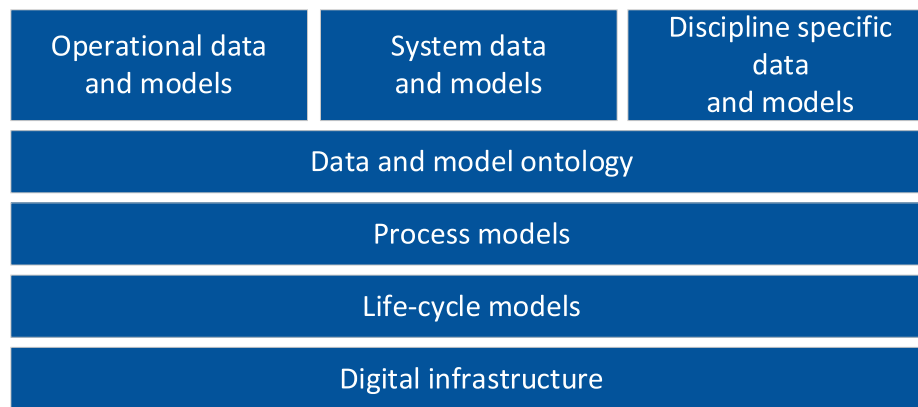 Operational data
and models
System data
and models
Discipline specific
data
and models
Data and model ontology
Process models
Life-cycle models
Digital infrastructure